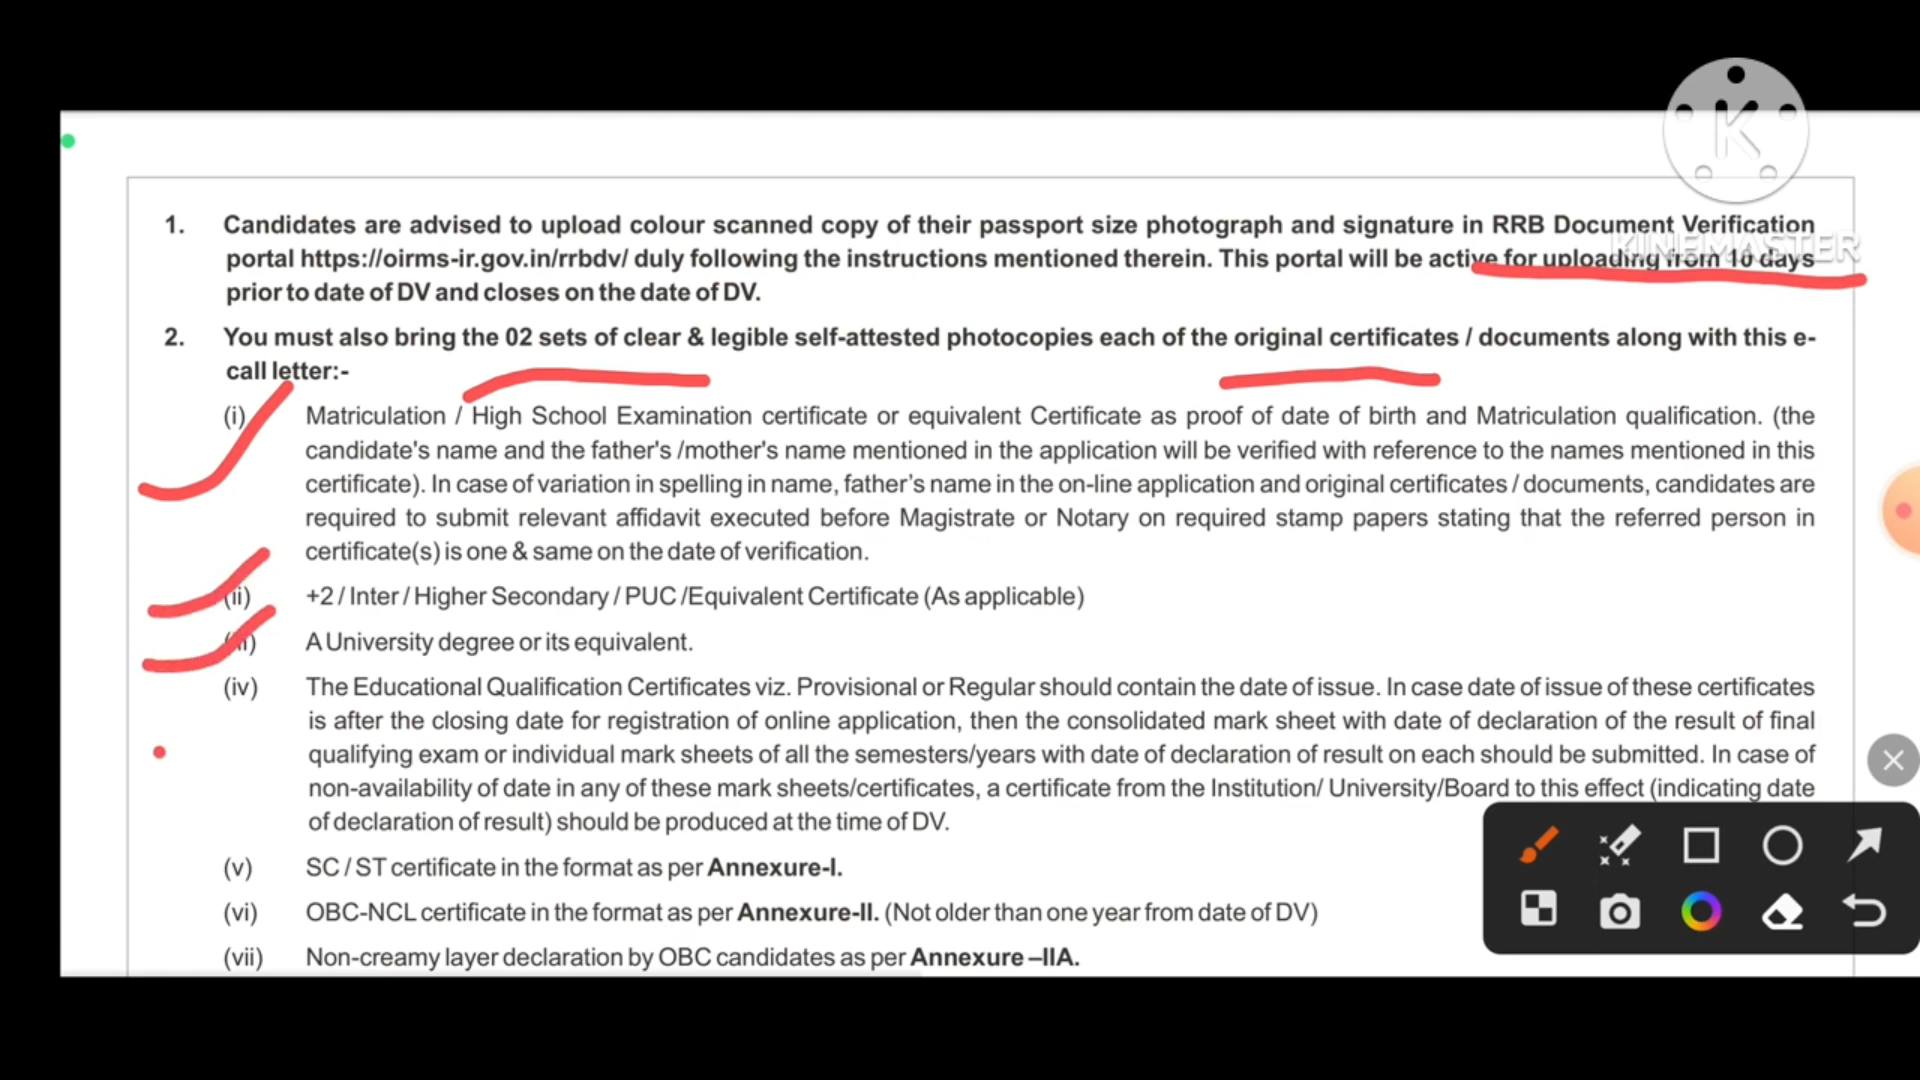 1. Candidates are advised to upload colour scanned copy of their passport size photograph and signature in RRB Document Verification
portal https://oirms-ir.gov.in/rrbdv/ duly following the instructions mentioned therein. This portal will be active for uploading from 10 days
KINEMASTER
prior to date of DV and closes on the date of DV.
2. You must also bring the 02 sets of clear & legible self-attested photocopies each of the original certificates / documents along with this e-
call letter:-
(i) Matriculation / High School Examination certificate or equivalent Certificate as proof of date of birth and Matriculation qualification. (the
candidate's name and the father's /mother's name mentioned in the application will be verified with reference to the names mentioned in this
certificate). In case of variation in spelling in name, father's name in the on-line application and original certificates / documents, candidates are
required to submit relevant affidavit executed before Magistrate or Notary on required stamp papers stating that the referred person in
certificate(s) is one & same on the date of verification.
(ii) +2 / Inter / Higher Secondary / PUC /Equivalent Certificate (As applicable)
(iii) A University degree or its equivalent.
(iv) The Educational Qualification Certificates viz. Provisional or Regular should contain the date of issue. In case date of issue of these certificates
is after the closing date for registration of online application, then the consolidated mark sheet with date of declaration of the result of final
qualifying exam or individual mark sheets of all the semesters/years with date of declaration of result on each should be submitted. In case of
non-availability of date in any of these mark sheets/certificates, a certificate from the Institution/ University/Board to this effect (indicating date
of declaration of result) should be produced at the time of DV.
(v) SC / ST certificate in the format as per Annexure-I.
(vi) OBC-NCL certificate in the format as per Annexure-II. (Not older than one year from date of DV)
(vii) Non-creamy layer declaration by OBC candidates as per Annexure –IIA.
K